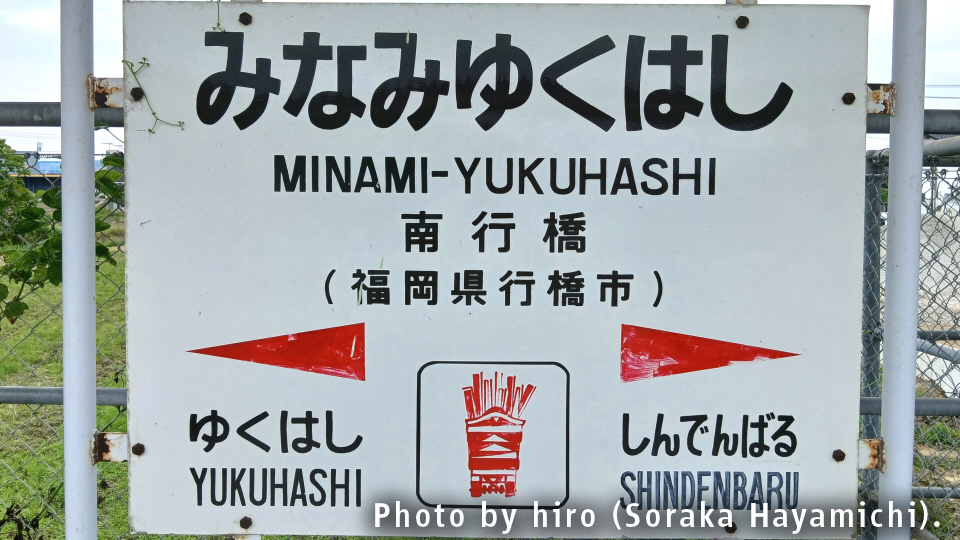 みなみゆくはし
MINAMI-YUKUHASHI
南行橋
(福岡県行橋市)
ゆくはし
YUKUHASHI
しんでんばる
SHINDENBARU
Photo by hiro (Soraka Hayamichi).